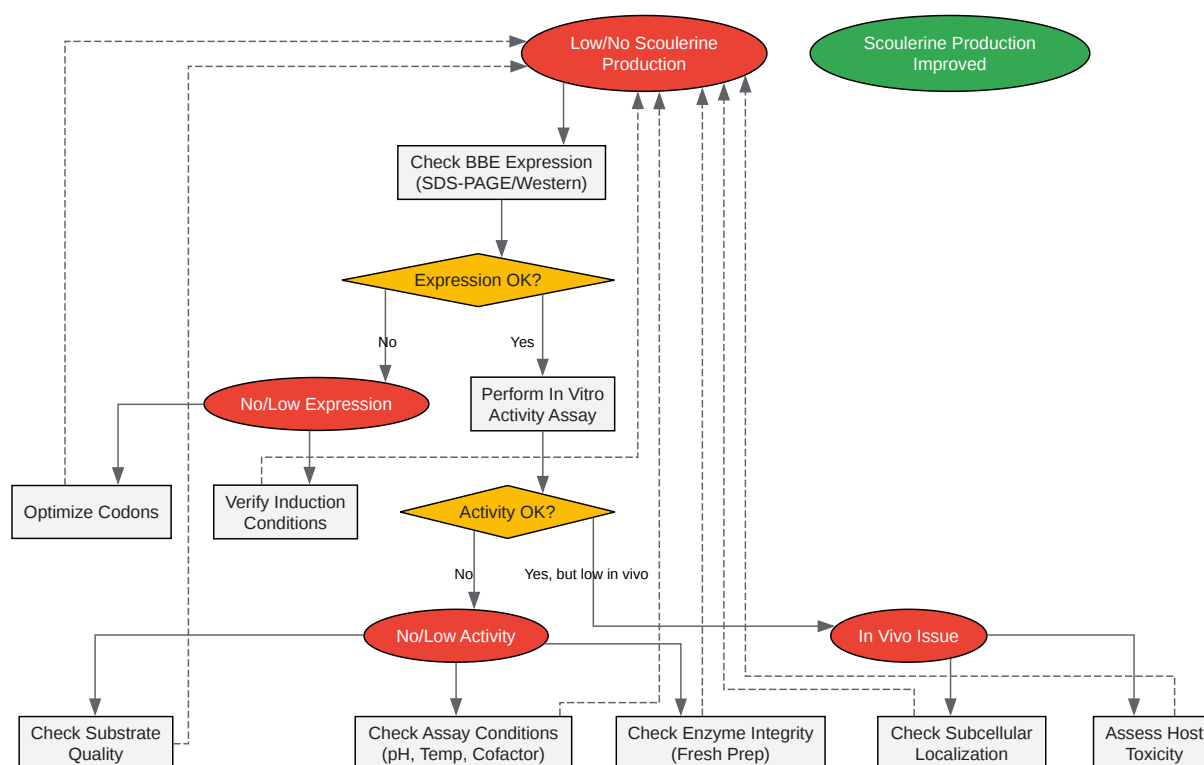 Low/No Scoulerine
Production
Scoulerine Production
Improved
Check BBE Expression
(SDS-PAGE/Western)
Expression OK?
No
Yes
No/Low Expression
Perform In Vitro
Activity Assay
Optimize Codons
Verify Induction
Conditions
Activity OK?
No
Yes, but low in vivo
No/Low Activity
In Vivo Issue
Check Substrate
Quality
Check Assay Conditions
(pH, Temp, Cofactor)
Check Enzyme Integrity
(Fresh Prep)
Check Subcellular
Localization
Assess Host
Toxicity